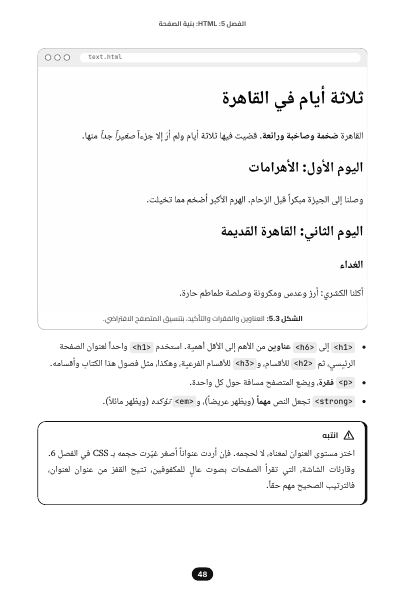 الفصل 5: HTML: بنية الصفحة
text.html
ثلاثة أيام في القاهرة
القاهرة ضخمة وصاخبة ورائعة. قضيت فيها ثلاثة أيام ولم أرَ إلا جزءاً صغيراً جداً منها.
اليوم الأول: الأهرامات
وصلنا إلى الجيزة مبكراً قبل الزحام. الهرم الأكبر أضخم مما تخيلت.
اليوم الثاني: القاهرة القديمة
الغداء
أكلنا الكشري: أرز وعدس ومكرونة وصلصة طماطم حارة.
الشكل 5.3: العناوين والفقرات والتأكيد، بتنسيق المتصفح الافتراضي.
• <h1> إلى <h6> عناوين من الأهم إلى الأقل أهمية. استخدم <h1> واحداً لعنوان الصفحة
الرئيسي، ثم <h2> للأقسام، و<h3> للأقسام الفرعية، وهكذا، مثل فصول هذا الكتاب وأقسامه.
• <p> فقرة، ويضع المتصفح مسافة حول كل واحدة.
• <strong> تجعل النص مهماً (ويظهر عريضاً)، و<em> تؤكده (ويظهر مائلاً).
انتبه
اختر مستوى العنوان لمعناه، لا لحجمه. فإن أردت عنواناً أصغر غيّرت حجمه بـ CSS في الفصل 6.
وقارئات الشاشة، التي تقرأ الصفحات بصوت عالٍ للمكفوفين، تتيح القفز من عنوان لعنوان،
فالترتيب الصحيح مهم حقاً.
48